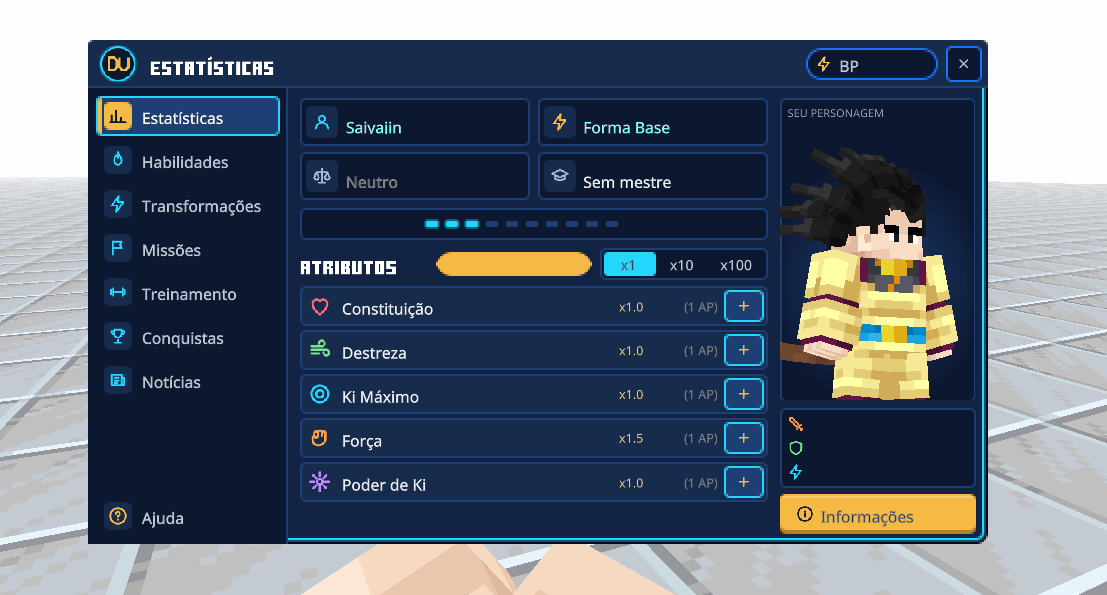 DU
ESTATÍSTICAS
BP
Estatísticas
Habilidades
Transformações
Missões
Treinamento
Conquistas
Notícias
Ajuda
Saivajin
Forma Base
Neutro
Sem mestre
ATRIBUTOS
x1
x10
x100
Constituição x1.0 (1 AP) +
Destreza x1.0 (1 AP) +
Ki Máximo x1.0 (1 AP) +
Força x1.5 (1 AP) +
Poder de Ki x1.0 (1 AP) +
SEU PERSONAGEM
Informações